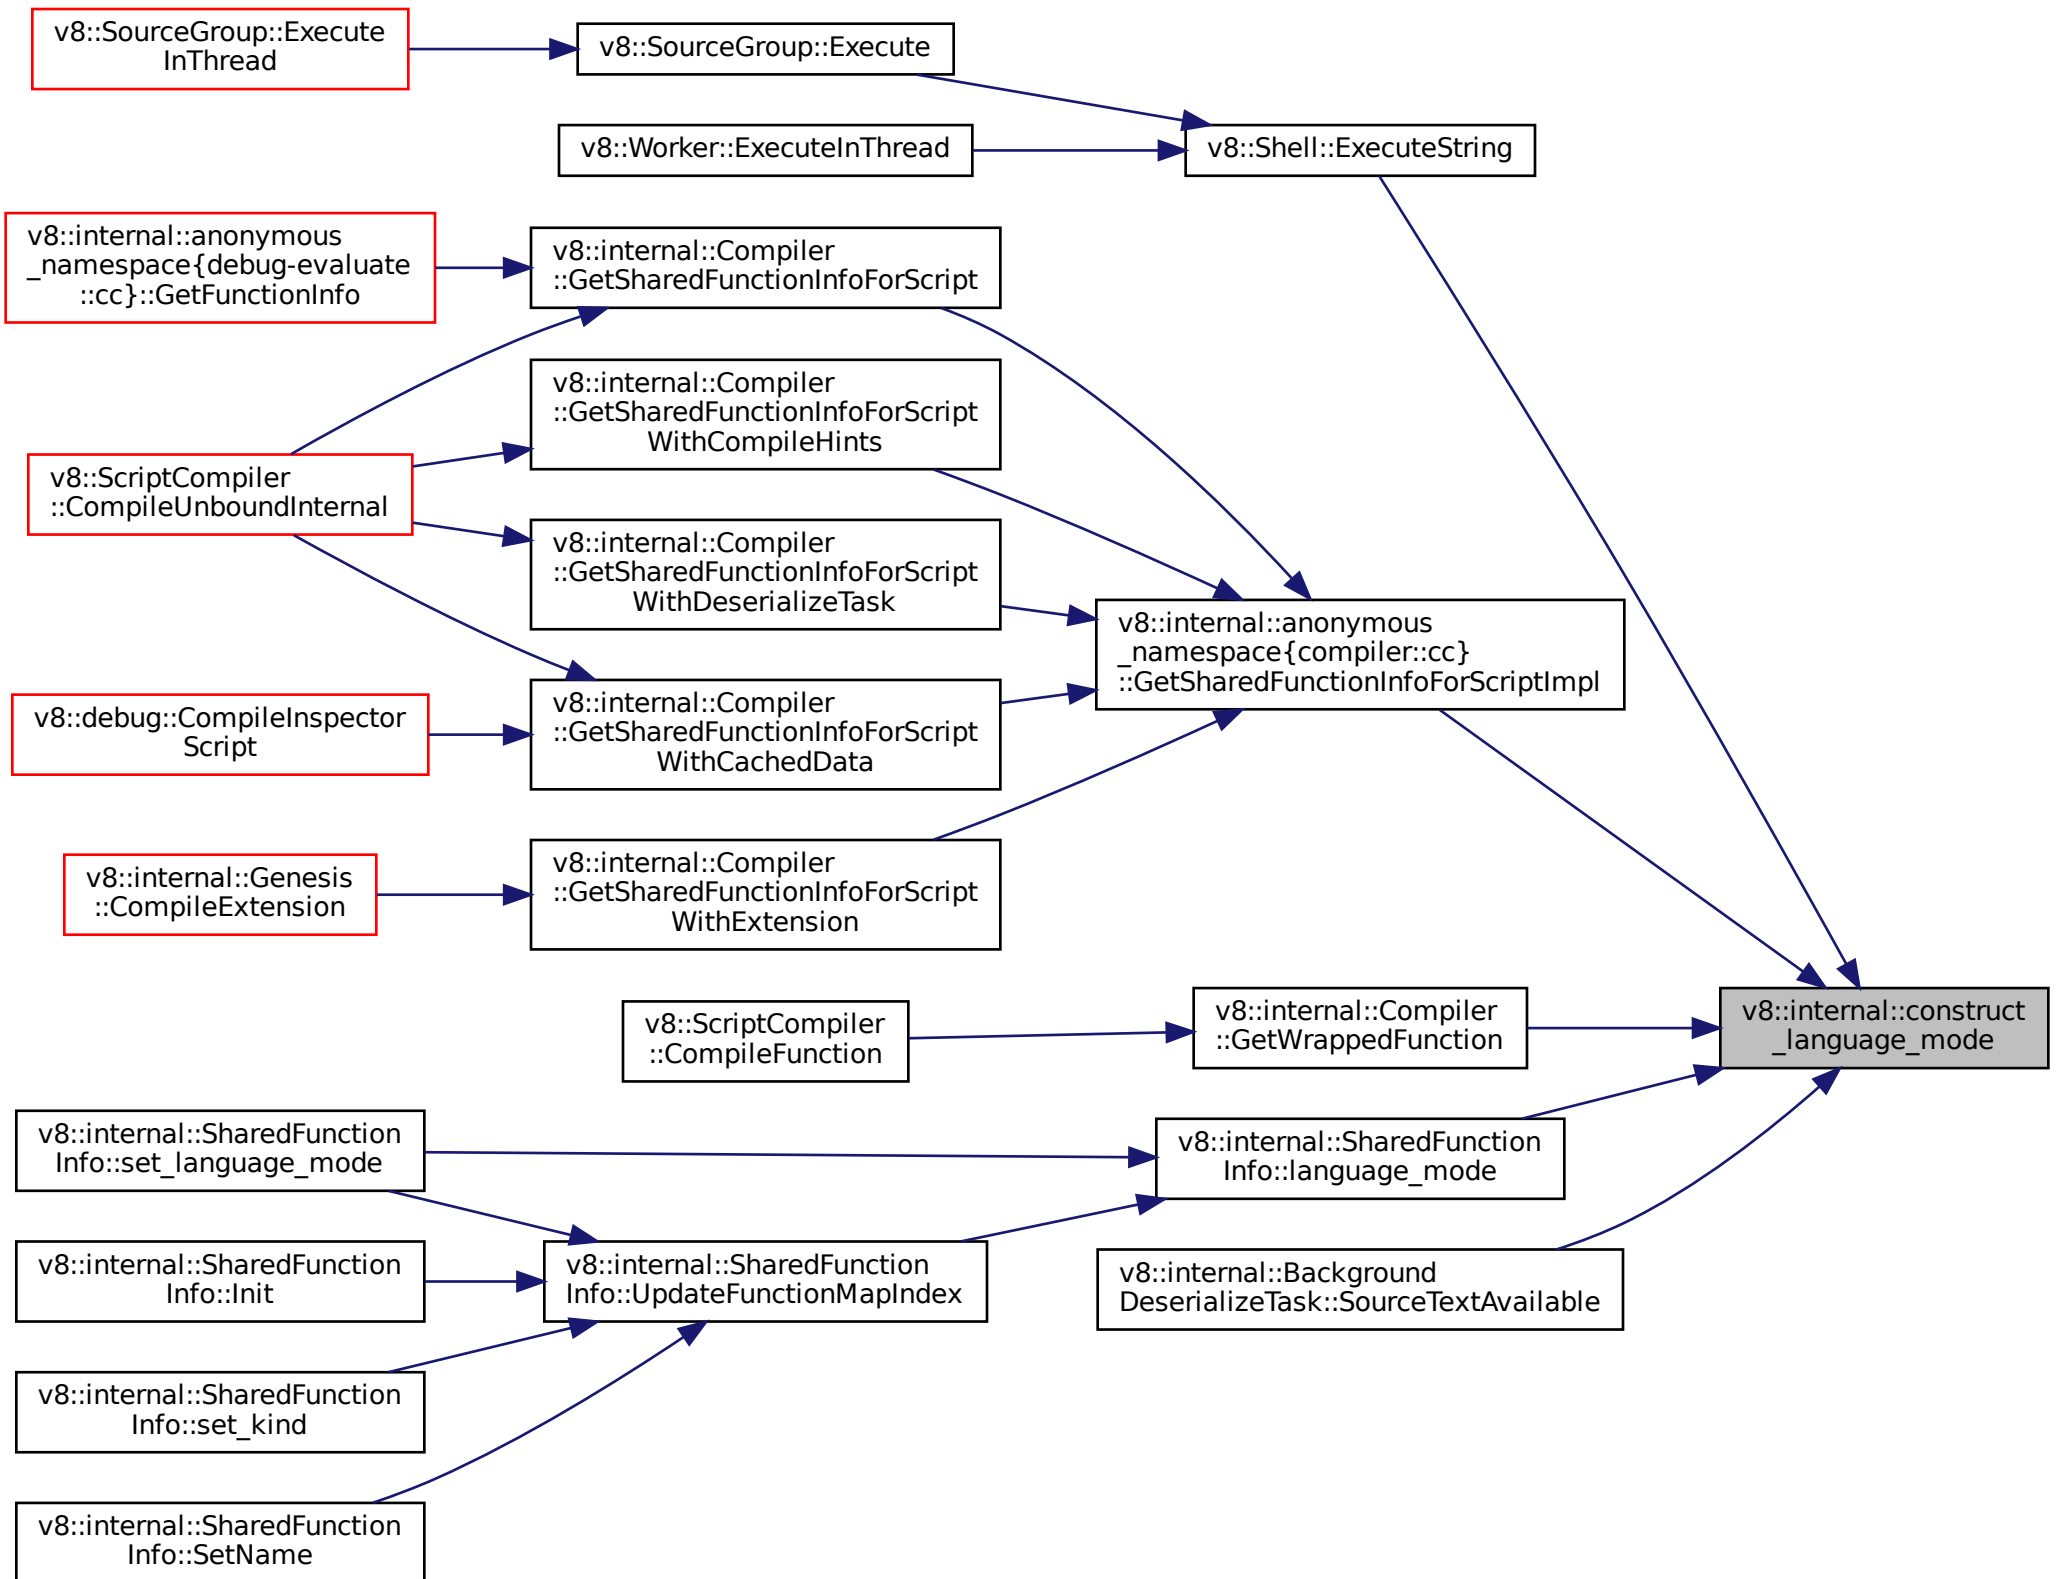 v8::SourceGroup::Execute
InThread
v8::SourceGroup::Execute
v8::Worker::ExecuteInThread
v8::Shell::ExecuteString
v8::internal::anonymous
_namespace{debug-evaluate
::cc}::GetFunctionInfo
v8::internal::Compiler
::GetSharedFunctionInfoForScript
v8::internal::Compiler
::GetSharedFunctionInfoForScript
WithCompileHints
v8::ScriptCompiler
::CompileUnboundInternal
v8::internal::Compiler
::GetSharedFunctionInfoForScript
WithDeserializeTask
v8::internal::anonymous
_namespace{compiler::cc}
::GetSharedFunctionInfoForScriptImpl
v8::debug::CompileInspector
Script
v8::internal::Compiler
::GetSharedFunctionInfoForScript
WithCachedData
v8::internal::Genesis
::CompileExtension
v8::internal::Compiler
::GetSharedFunctionInfoForScript
WithExtension
v8::ScriptCompiler
::CompileFunction
v8::internal::Compiler
::GetWrappedFunction
v8::internal::construct
_language_mode
v8::internal::SharedFunction
Info::set_language_mode
v8::internal::SharedFunction
Info::language_mode
v8::internal::SharedFunction
Info::Init
v8::internal::SharedFunction
Info::UpdateFunctionMapIndex
v8::internal::Background
DeserializeTask::SourceTextAvailable
v8::internal::SharedFunction
Info::set_kind
v8::internal::SharedFunction
Info::SetName